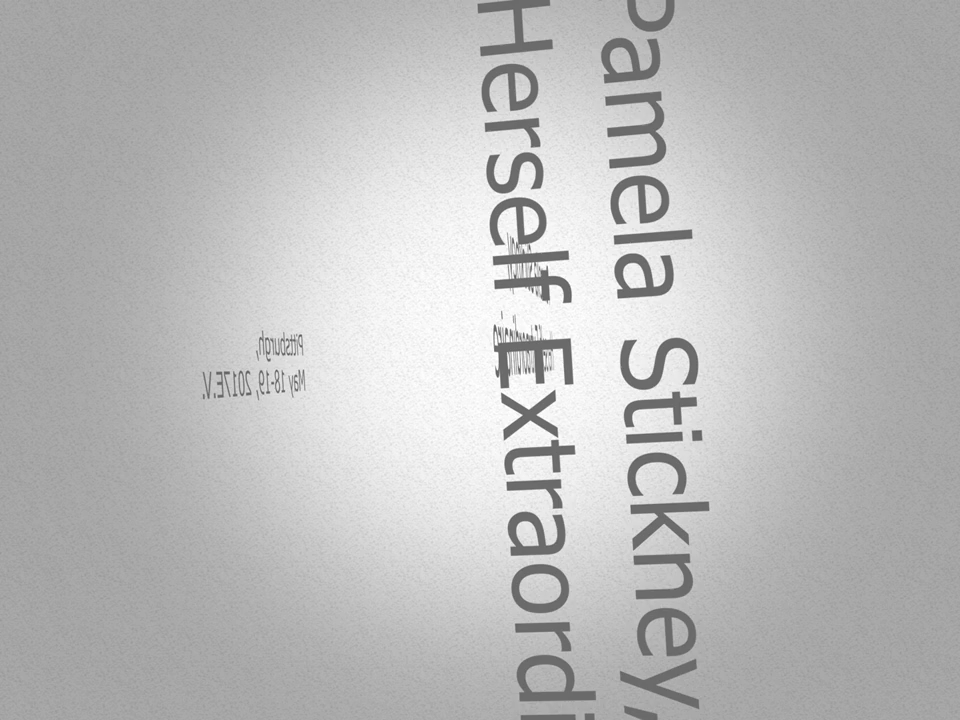 Pamela Stickney,
Herself Extraordi
Pittsburgh,
May 18-19, 2017E.V.